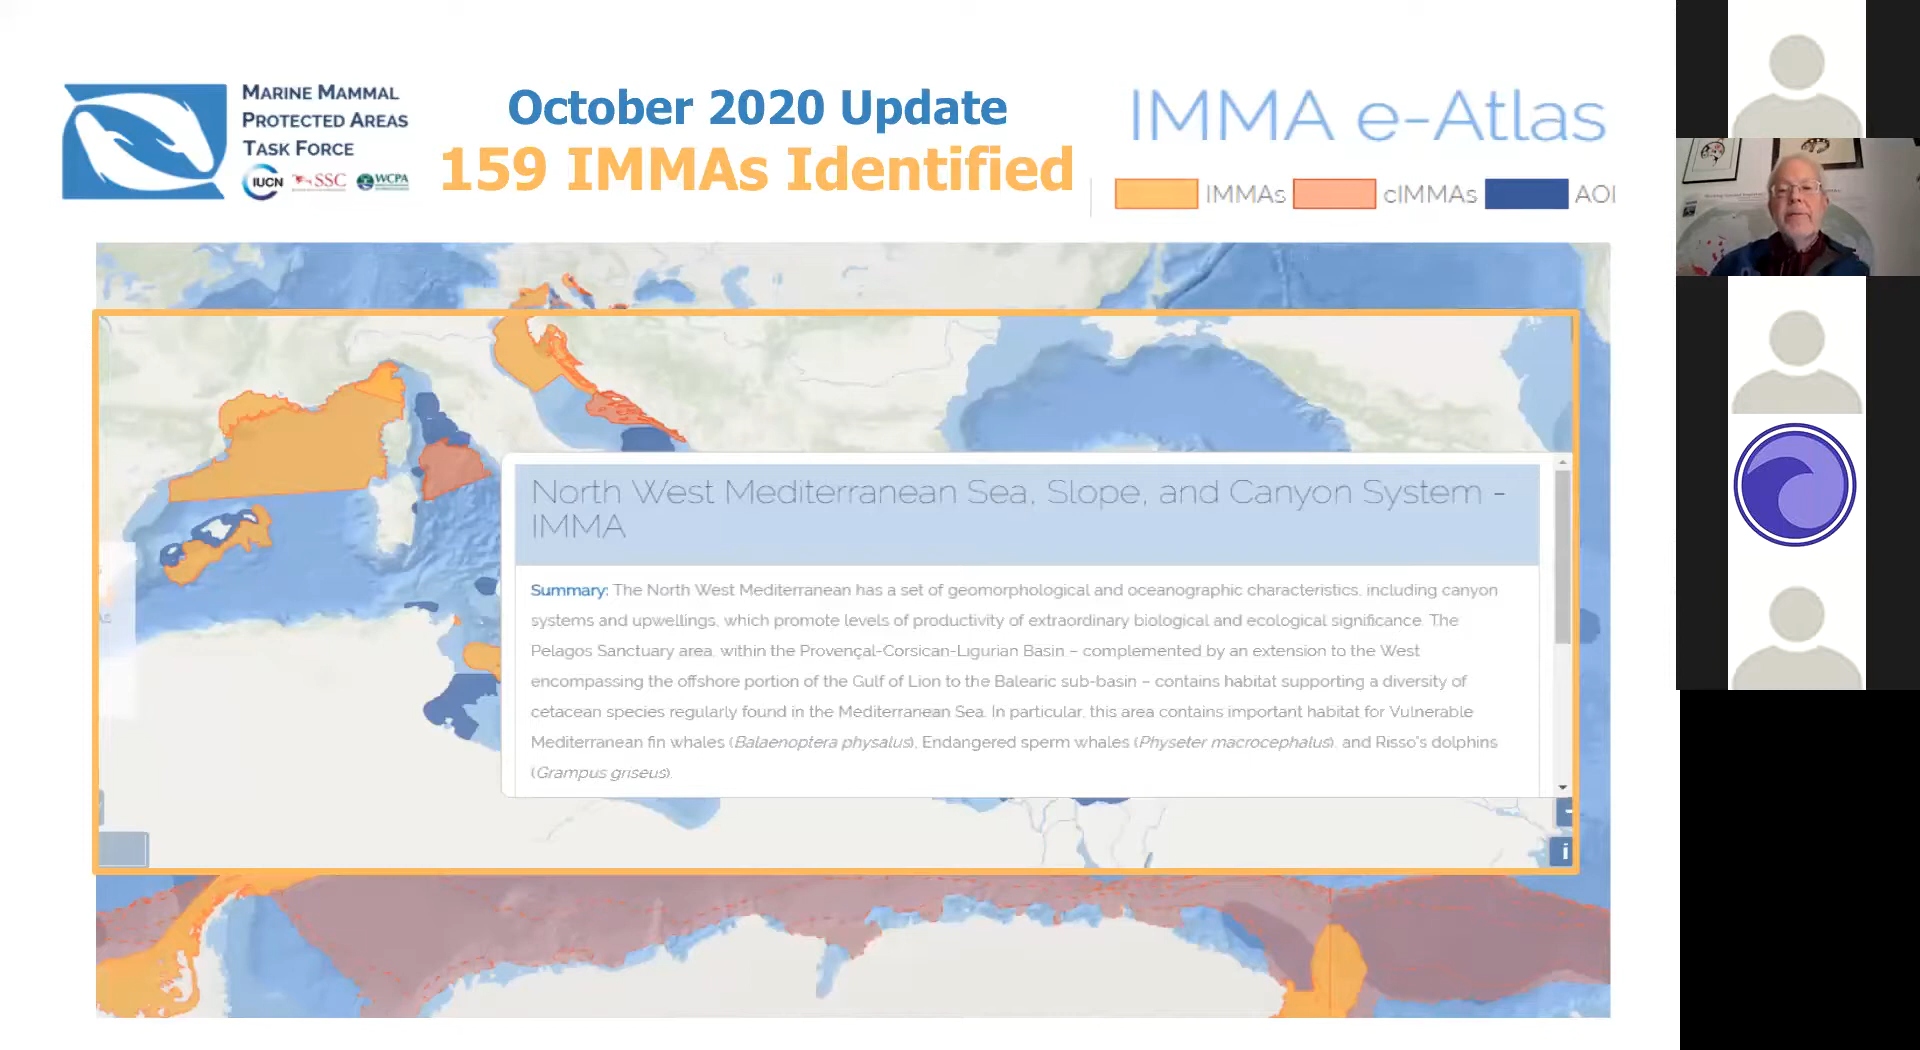 MARINE MAMMAL
PROTECTED AREAS
TASK FORCE
IUCN SSC WCPA
October 2020 Update
159 IMMAs Identified
IMMA e-Atlas
IMMAs cIMMAs AOI
North West Mediterranean Sea, Slope, and Canyon System -
IMMA
Summary: The North West Mediterranean has a set of geomorphological and oceanographic characteristics, including canyon
systems and upwellings, which promote levels of productivity of extraordinary biological and ecological significance. The
Pelagos Sanctuary area, within the Provençal-Corsican-Ligurian Basin – complemented by an extension to the West
encompassing the offshore portion of the Gulf of Lion to the Balearic sub-basin – contains habitat supporting a diversity of
cetacean species regularly found in the Mediterranean Sea. In particular, this area contains important habitat for Vulnerable
Mediterranean fin whales (Balaenoptera physalus), Endangered sperm whales (Physeter macrocephalus), and Risso's dolphins
(Grampus griseus).
i